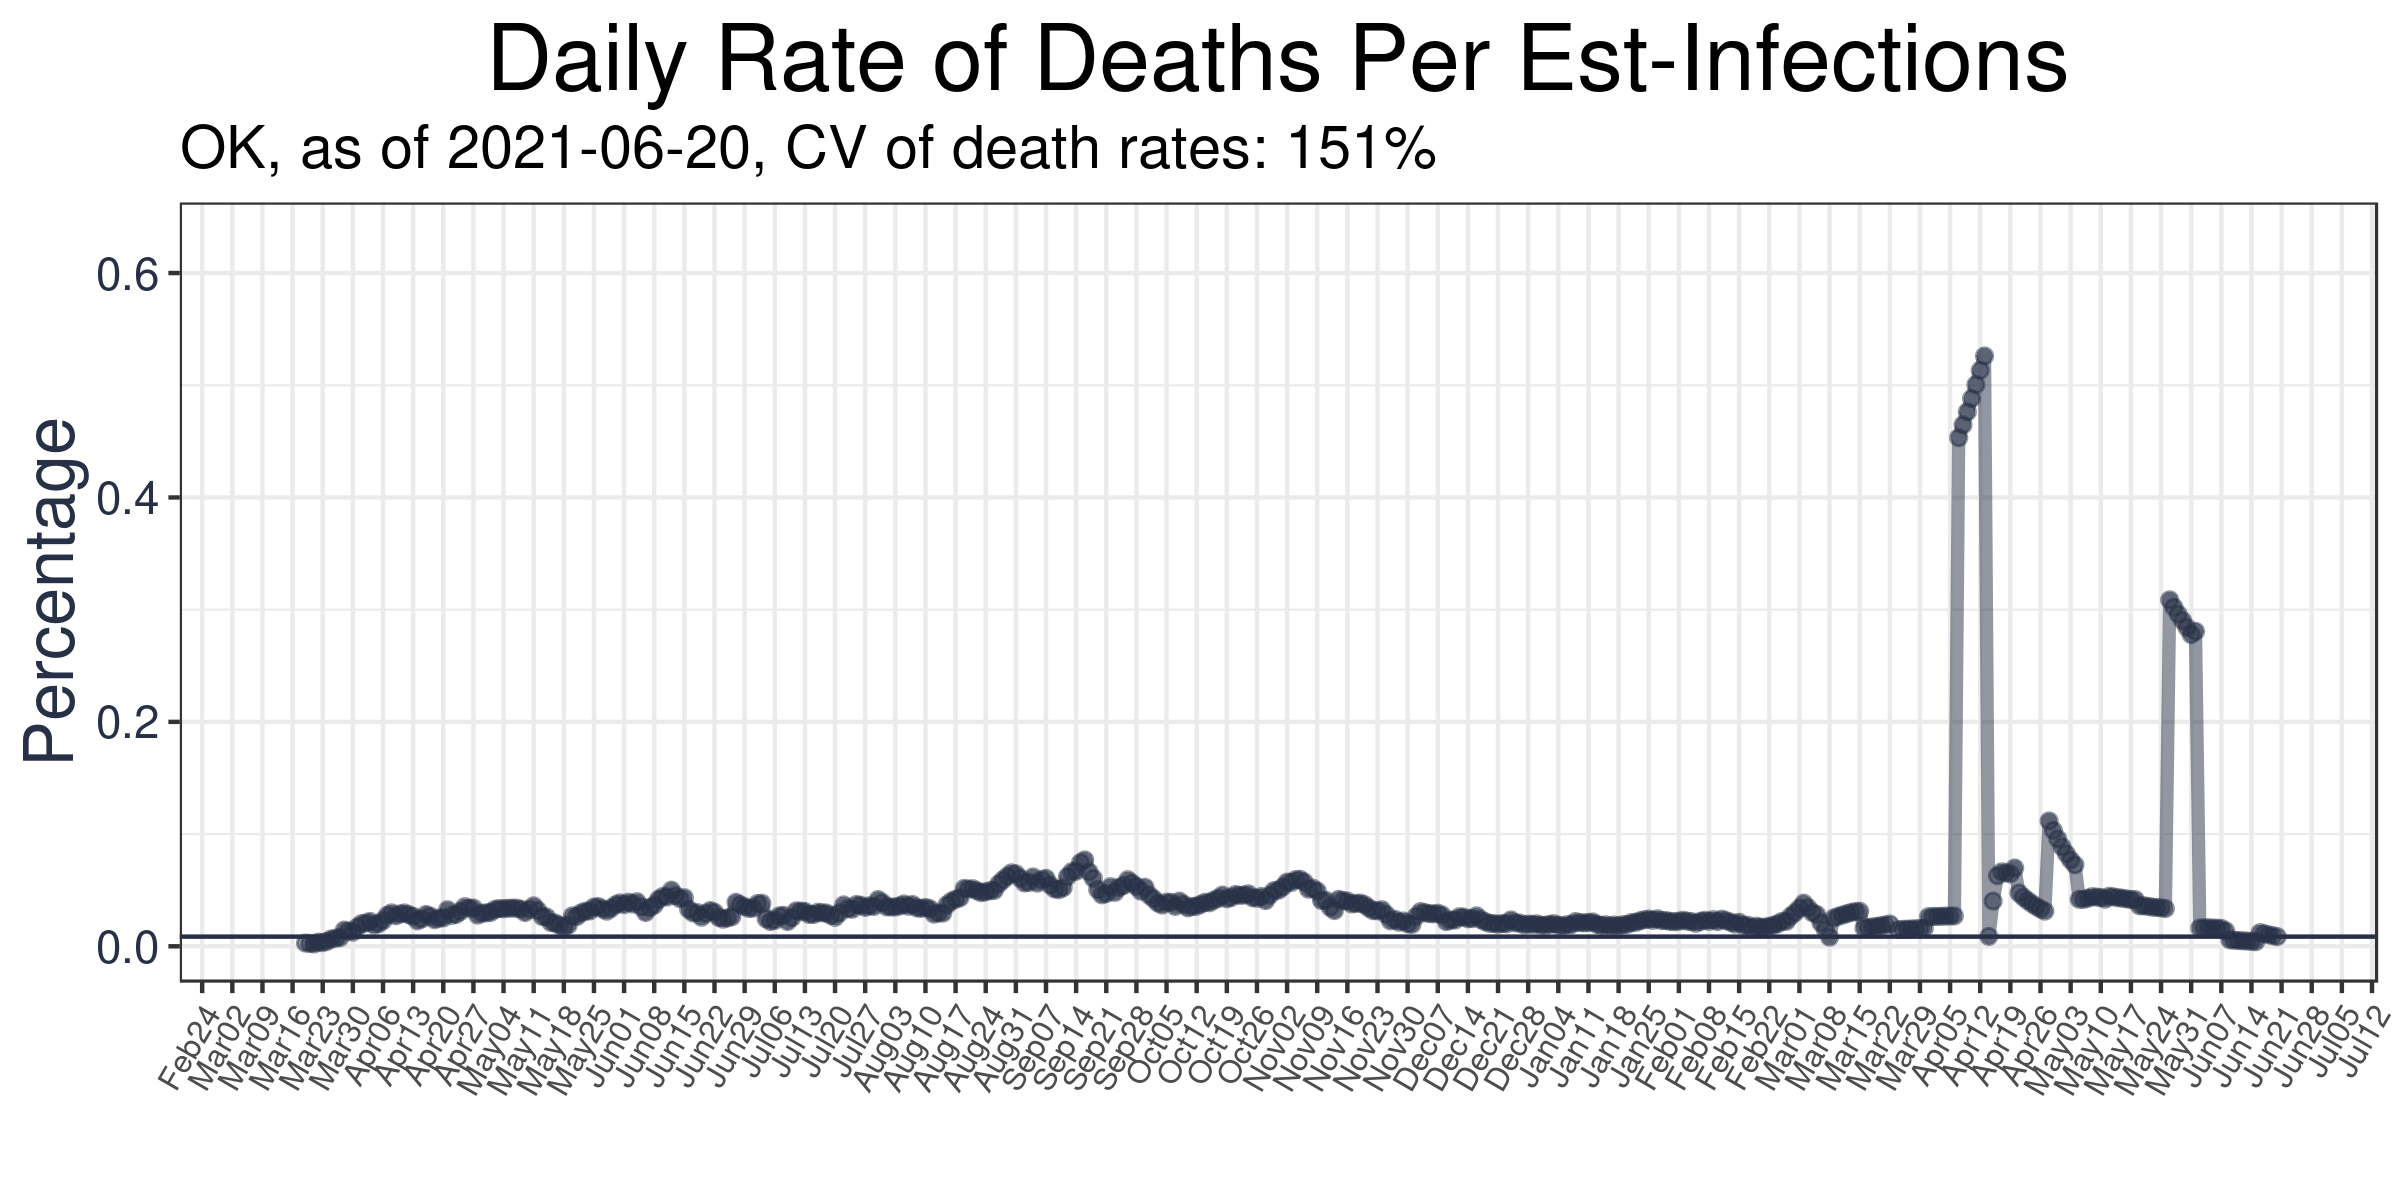 Daily Rate of Deaths Per Est-Infections
OK, as of 2021-06-20, CV of death rates: 151%
Percentage
0.6
0.4
0.2
0.0
Feb24
Mar02
Mar09
Mar16
Mar23
Mar30
Apr06
Apr13
Apr20
Apr27
May04
May11
May18
May25
Jun01
Jun08
Jun15
Jun22
Jun29
Jul06
Jul13
Jul20
Jul27
Aug03
Aug10
Aug17
Aug24
Aug31
Sep07
Sep14
Sep21
Sep28
Oct05
Oct12
Oct19
Oct26
Nov02
Nov09
Nov16
Nov23
Nov30
Dec07
Dec14
Dec21
Dec28
Jan04
Jan11
Jan18
Jan25
Feb01
Feb08
Feb15
Feb22
Mar01
Mar08
Mar15
Mar22
Mar29
Apr05
Apr12
Apr19
Apr26
May03
May10
May17
May24
May31
Jun07
Jun14
Jun21
Jun28
Jul05
Jul12